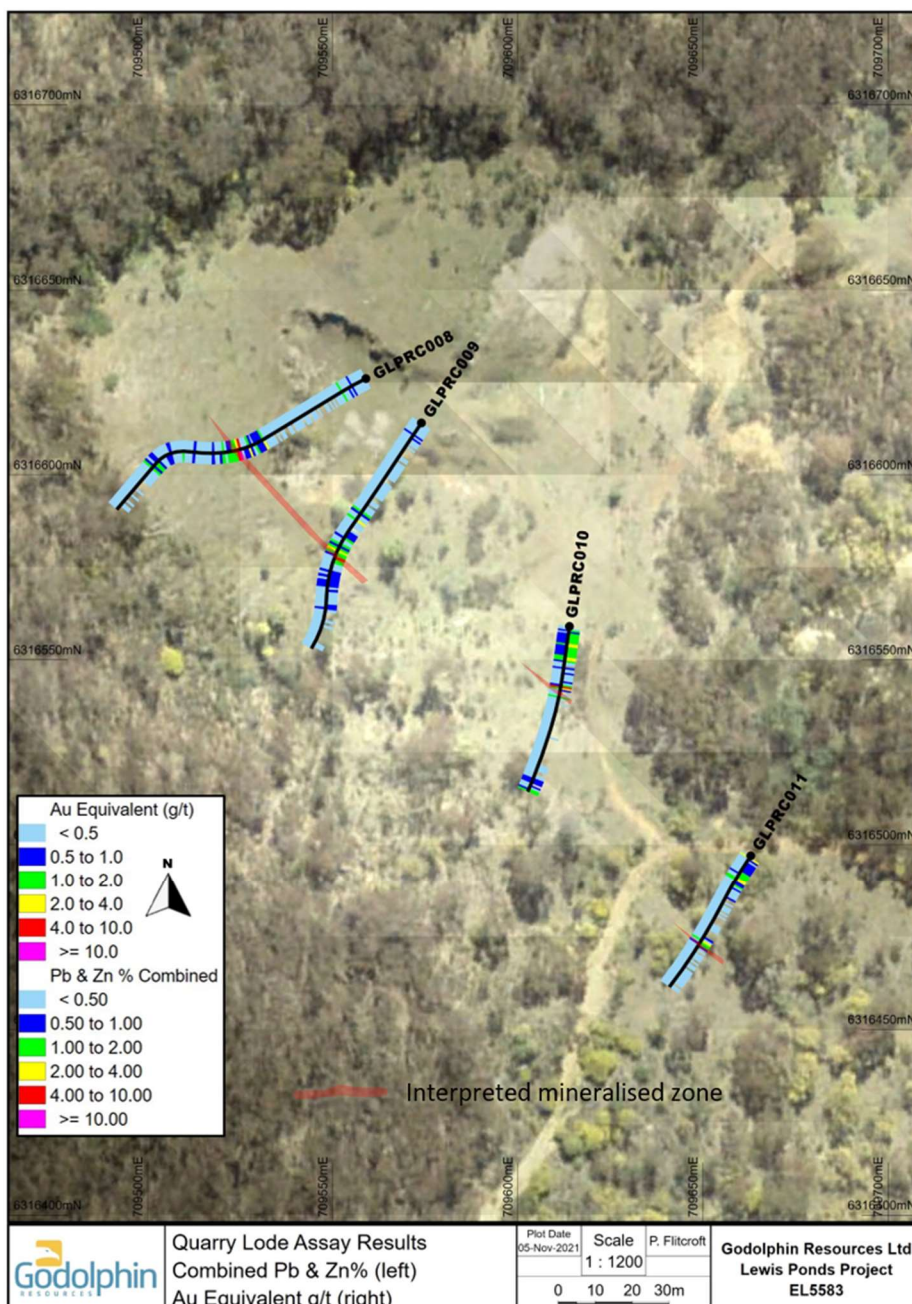 709500mE
709550mE
709600mE
709650mE
709700mE
6316700mN
6316700mN
6316650mN
6316650mN
GLPRC008
GLPRC009
6316600mN
6316600mN
GLPRC010
6316550mN
6316550mN
GLPRC011
6316500mN
Au Equivalent (g/t)
< 0.5
0.5 to 1.0
1.0 to 2.0
2.0 to 4.0
4.0 to 10.0
>= 10.0
N
Pb & Zn % Combined
< 0.50
0.50 to 1.00
1.00 to 2.00
2.00 to 4.00
4.00 to 10.00
>= 10.00
6316450mN
Interpreted mineralised zone
709500mE
709550mE
709600mE
709650mE
709700mE
6316400mN
Godolphin
RESOURCES
Quarry Lode Assay Results
Combined Pb & Zn% (left)
Au Equivalent g/t (right)
Plot Date
05-Nov-2021
Scale
1 : 1200
P. Flitcroft
0 10 20 30m
Godolphin Resources Ltd
Lewis Ponds Project
EL5583